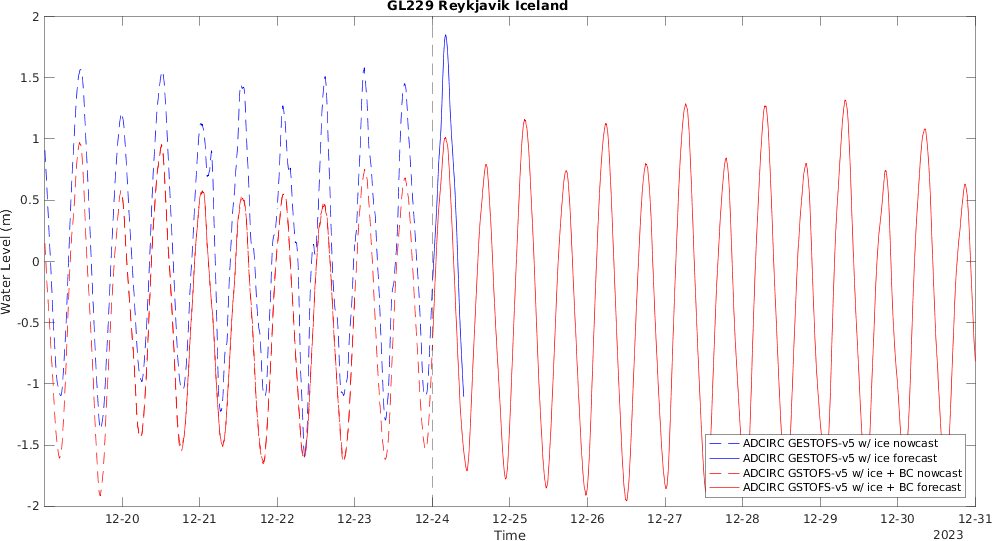 GL229 Reykjavik Iceland
2
1.5
1
0.5
0
-0.5
-1
-1.5
-2
Water Level (m)
ADCIRC GESTOFS-v5 w/ ice nowcast
ADCIRC GESTOFS-v5 w/ ice forecast
ADCIRC GSTOFS-v5 w/ ice + BC nowcast
ADCIRC GSTOFS-v5 w/ ice + BC forecast
12-20 12-21 12-22 12-23 12-24 12-25 12-26 12-27 12-28 12-29 12-30 12-31
Time
2023